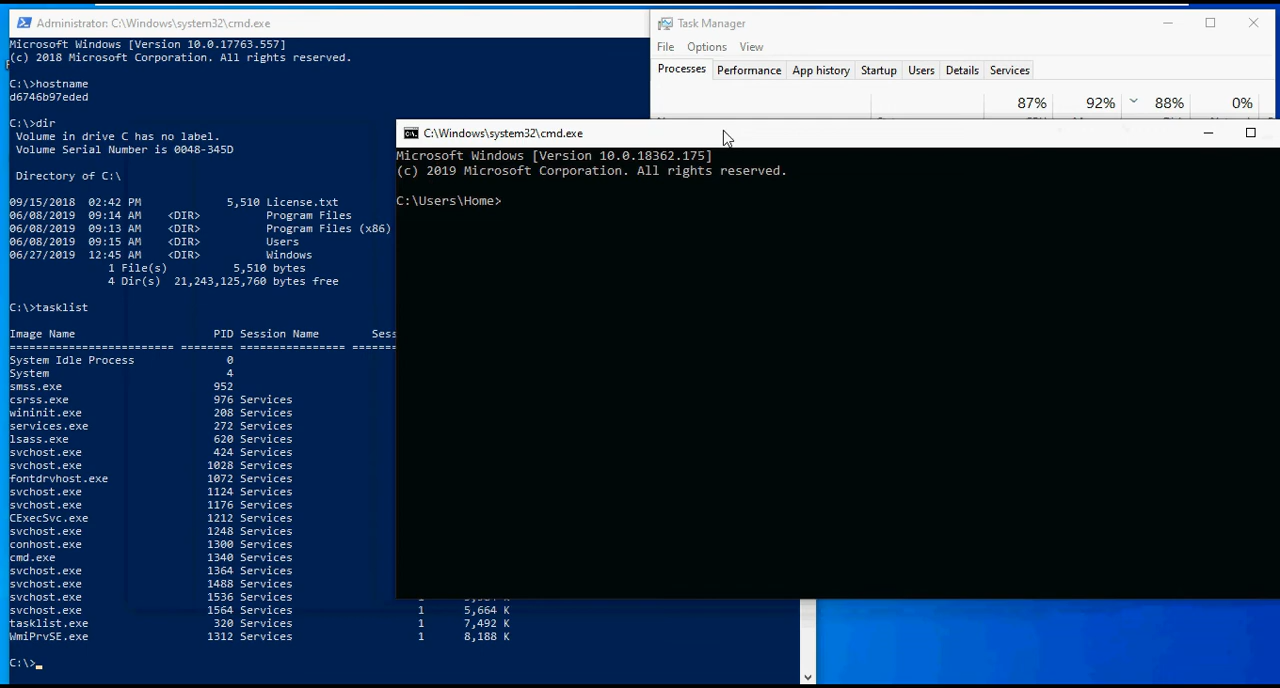 Administrator: C:\Windows\system32\cmd.exe
Microsoft Windows [Version 10.0.17763.557]
(c) 2018 Microsoft Corporation. All rights reserved.
C:\>hostname
d6746b97eded
C:\>dir
Volume in drive C has no label.
Volume Serial Number is 0048-345D
Directory of C:\
09/15/2018 02:42 PM 5,510 License.txt
06/08/2019 09:14 AM <DIR> Program Files
06/08/2019 09:13 AM <DIR> Program Files (x86)
06/08/2019 09:15 AM <DIR> Users
06/27/2019 12:45 AM <DIR> Windows
1 File(s) 5,510 bytes
4 Dir(s) 21,243,125,760 bytes free
C:\>tasklist
Image Name PID Session Name Sess
========================= ======== ================ ======
System Idle Process 0
System 4
smss.exe 952
csrss.exe 976 Services
wininit.exe 208 Services
services.exe 272 Services
lsass.exe 620 Services
svchost.exe 424 Services
svchost.exe 1028 Services
fontdrvhost.exe 1072 Services
svchost.exe 1124 Services
svchost.exe 1176 Services
CExecSvc.exe 1212 Services
svchost.exe 1248 Services
conhost.exe 1300 Services
cmd.exe 1340 Services
svchost.exe 1364 Services
svchost.exe 1488 Services
svchost.exe 1536 Services
svchost.exe 1564 Services 1 5,664 K
tasklist.exe 320 Services 1 7,492 K
WmiPrvSE.exe 1312 Services 1 8,188 K
C:\>_
Task Manager
File Options View
Processes Performance App history Startup Users Details Services
87% 92% 88% 0%
C:\Windows\system32\cmd.exe
Microsoft Windows [Version 10.0.18362.175]
(c) 2019 Microsoft Corporation. All rights reserved.
C:\Users\Home>